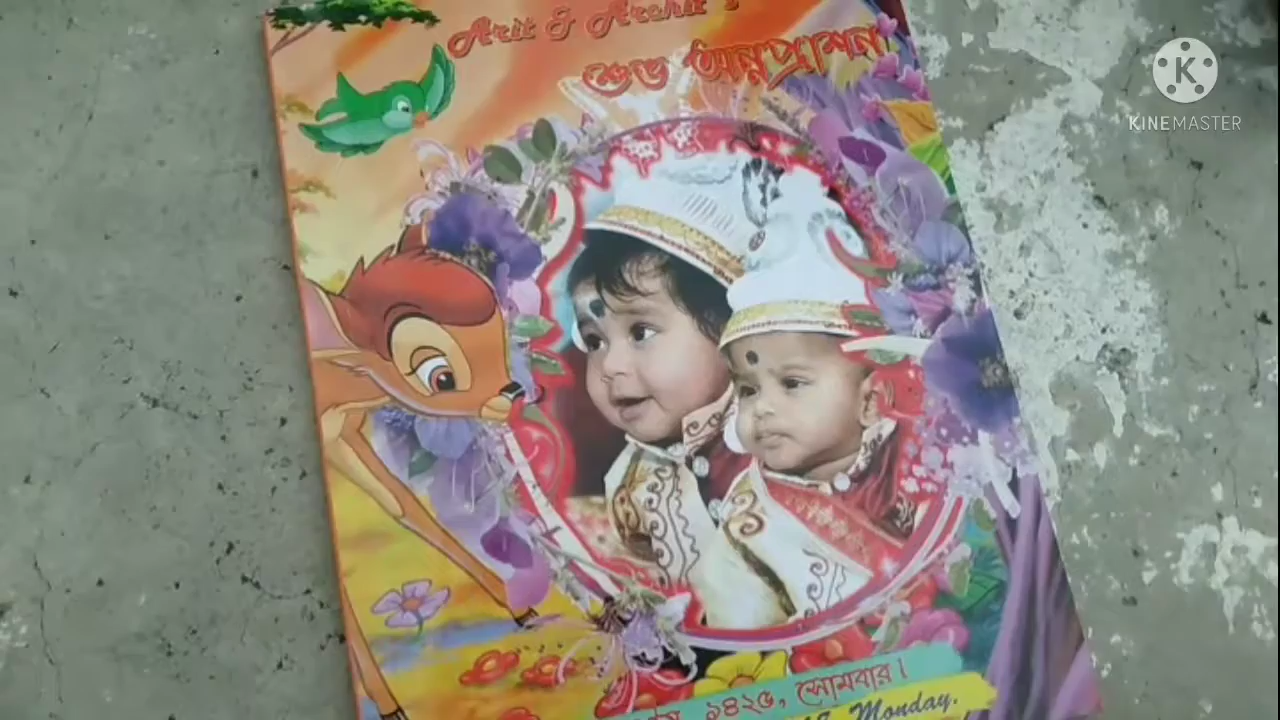 Arit & Archit's
শুভ অন্নপ্রাশন
K
KINEMASTER
১৪২৫, সোমবার।
Monday.